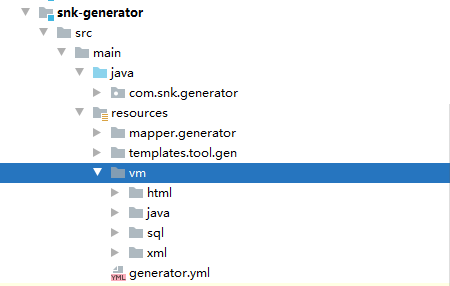 snk-generator
src
main
java
com.snk.generator
resources
mapper.generator
templates.tool.gen
vm
html
java
sql
xml
YML
generator.yml